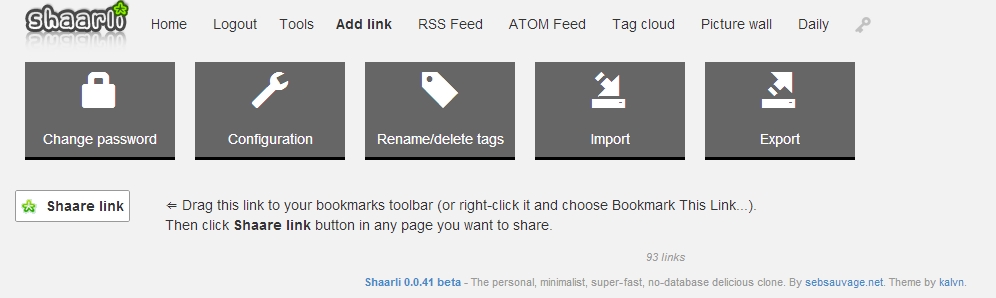 shaarli
Home Logout Tools Add link RSS Feed ATOM Feed Tag cloud Picture wall Daily
Change password Configuration Rename/delete tags Import Export
Shaare link
⇐ Drag this link to your bookmarks toolbar (or right-click it and choose Bookmark This Link...).
Then click Shaare link button in any page you want to share.
93 links
Shaarli 0.0.41 beta - The personal, minimalist, super-fast, no-database delicious clone. By sebsauvage.net. Theme by kalvn.